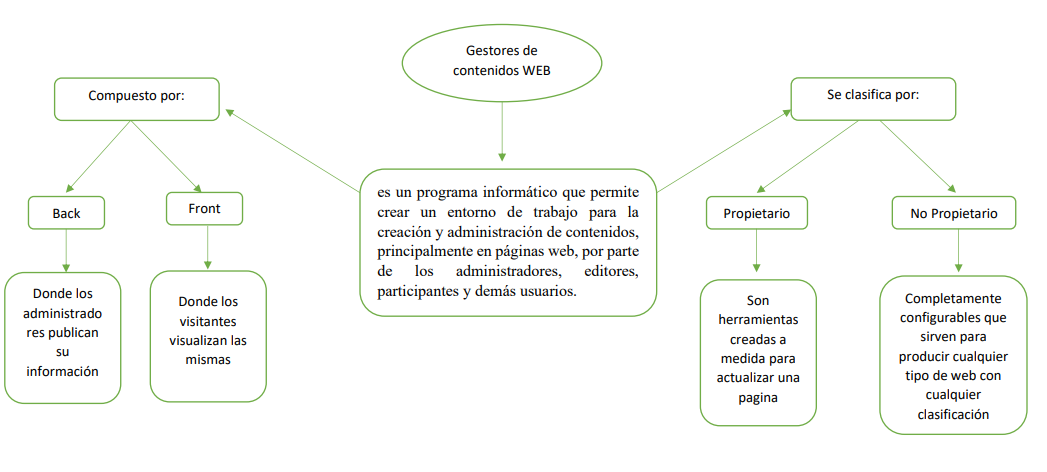 Gestores de
contenidos WEB
Compuesto por:
Se clasifica por:
es un programa informático que permite
crear un entorno de trabajo para la
creación y administración de contenidos,
principalmente en páginas web, por parte
de los administradores, editores,
participantes y demás usuarios.
Back
Front
Propietario
No Propietario
Donde los
administrado
res publican
su
información
Donde los
visitantes
visualizan las
mismas
Son
herramientas
creadas a
medida para
actualizar una
pagina
Completamente
configurables que
sirven para
producir cualquier
tipo de web con
cualquier
clasificación